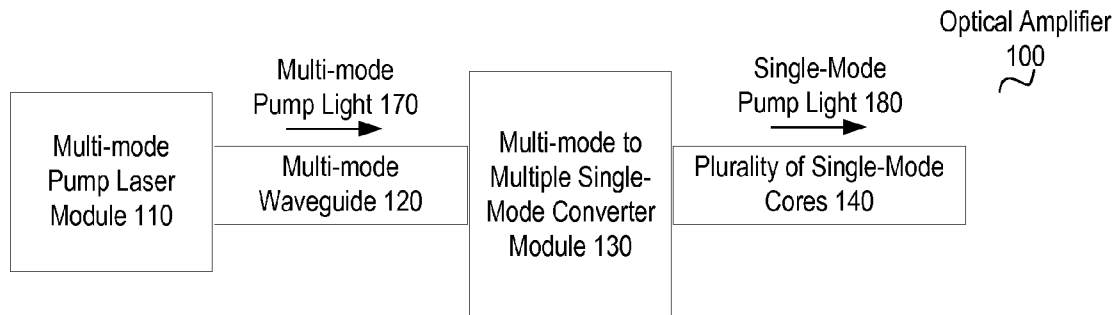 Optical Amplifier
100
Multi-mode
Pump Light 170
Single-Mode
Pump Light 180
Multi-mode
Pump Laser
Module 110
Multi-mode
Waveguide 120
Multi-mode to
Multiple Single-
Mode Converter
Module 130
Plurality of Single-Mode
Cores 140